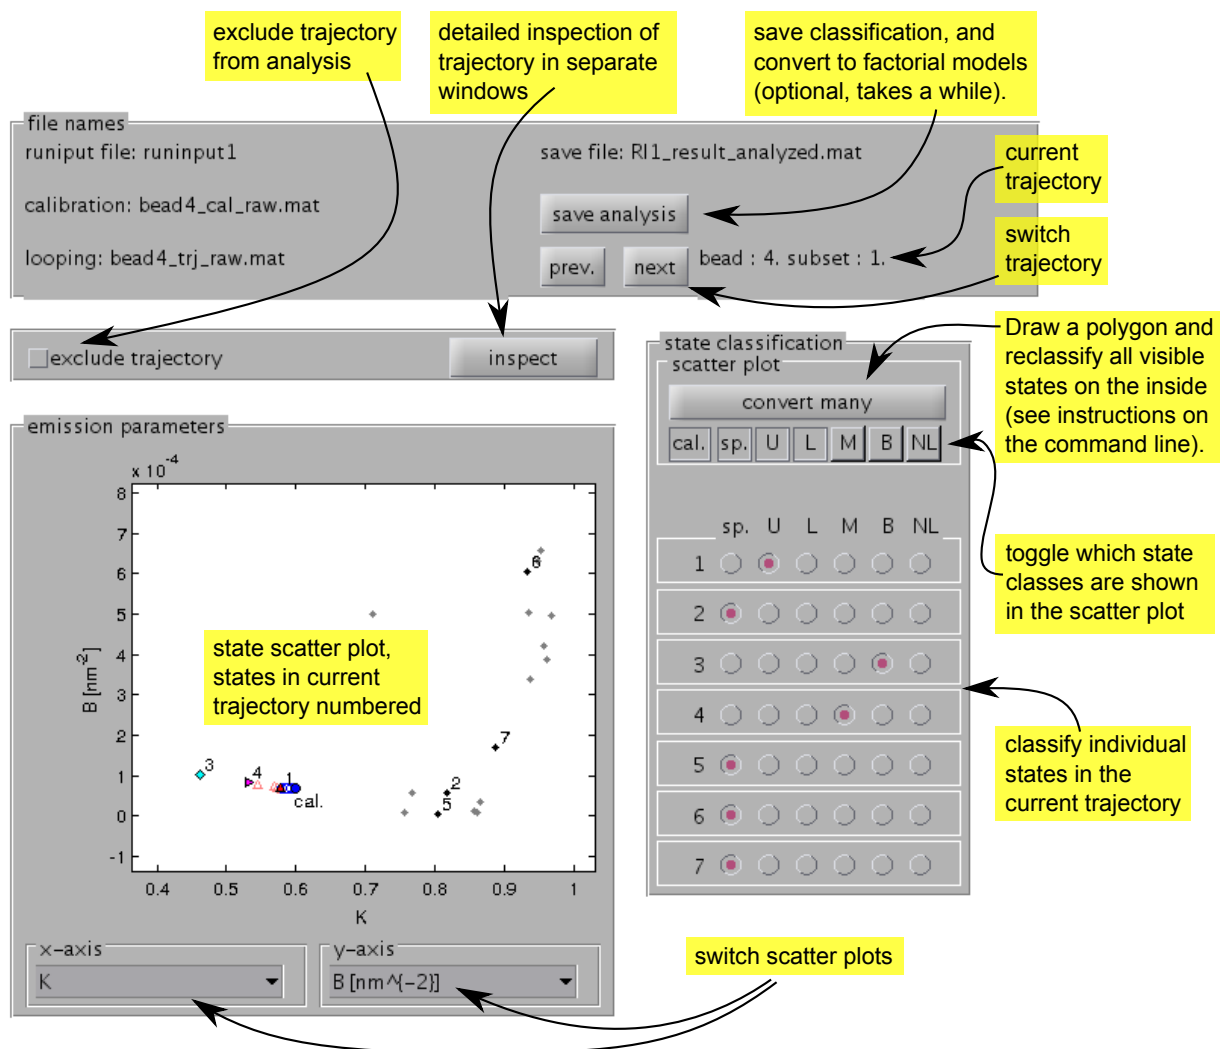 exclude trajectory
from analysis
detailed inspection of
trajectory in separate
windows
save classification, and
convert to factorial models
(optional, takes a while).
file names
runiput file: runinput1
save file: RI1_result_analyzed.mat
current
trajectory
calibration: bead4_cal_raw.mat
save analysis
looping: bead4_trj_raw.mat
prev.
next
bead : 4. subset : 1.
switch
trajectory
exclude trajectory
inspect
state classification
scatter plot
convert many
cal. sp. U L M B NL
Draw a polygon and
reclassify all visible
states on the inside
(see instructions on
the command line).
emission parameters
x 10^-4
8
7
6
5
4
3
2
1
0
-1
B [nm^-2]
0.4 0.5 0.6 0.7 0.8 0.9 1
K
6
7
2
5
3
4
1
cal.
state scatter plot,
states in current
trajectory numbered
sp. U L M B NL
1
2
3
4
5
6
7
toggle which state
classes are shown
in the scatter plot
classify individual
states in the
current trajectory
x-axis
K
y-axis
B [nm^{-2}]
switch scatter plots